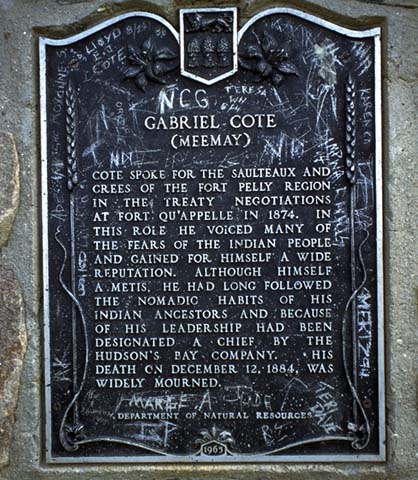 LLOYD
COTE
NCG
TERESA
GABRIEL COTE
(MEEMAY)
COTE SPOKE FOR THE SAULTEAUX AND
CREES OF THE FORT PELLY REGION
IN THE TREATY NEGOTIATIONS
AT FORT QU'APPELLE IN 1874. IN
THIS ROLE HE VOICED MANY OF
THE FEARS OF THE INDIAN PEOPLE
AND GAINED FOR HIMSELF A WIDE
REPUTATION. ALTHOUGH HIMSELF
A METIS, HE HAD LONG FOLLOWED
THE NOMADIC HABITS OF HIS
INDIAN ANCESTORS AND BECAUSE
OF HIS LEADERSHIP HAD BEEN
DESIGNATED A CHIEF BY THE
HUDSON'S BAY COMPANY. HIS
DEATH ON DECEMBER 12, 1884, WAS
WIDELY MOURNED.
DEPARTMENT OF NATURAL RESOURCES
1965